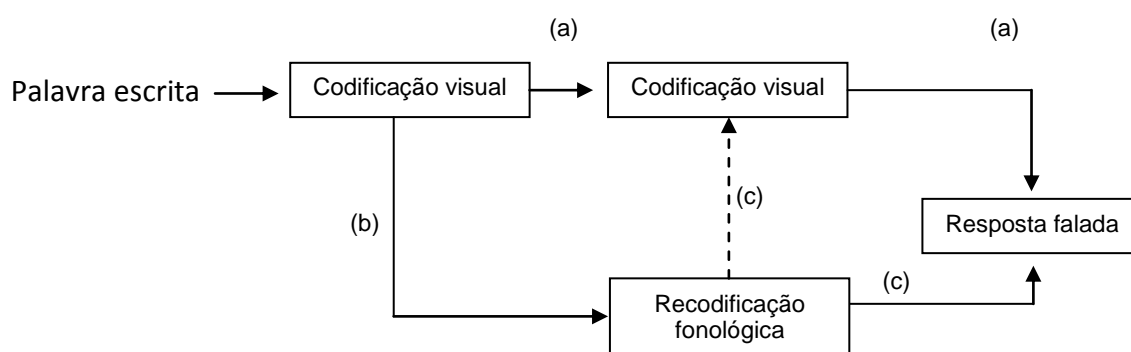 (a) (a)
Palavra escrita Codificação visual Codificação visual
(b) (c)
Resposta falada
(c)
Recodificação
fonológica